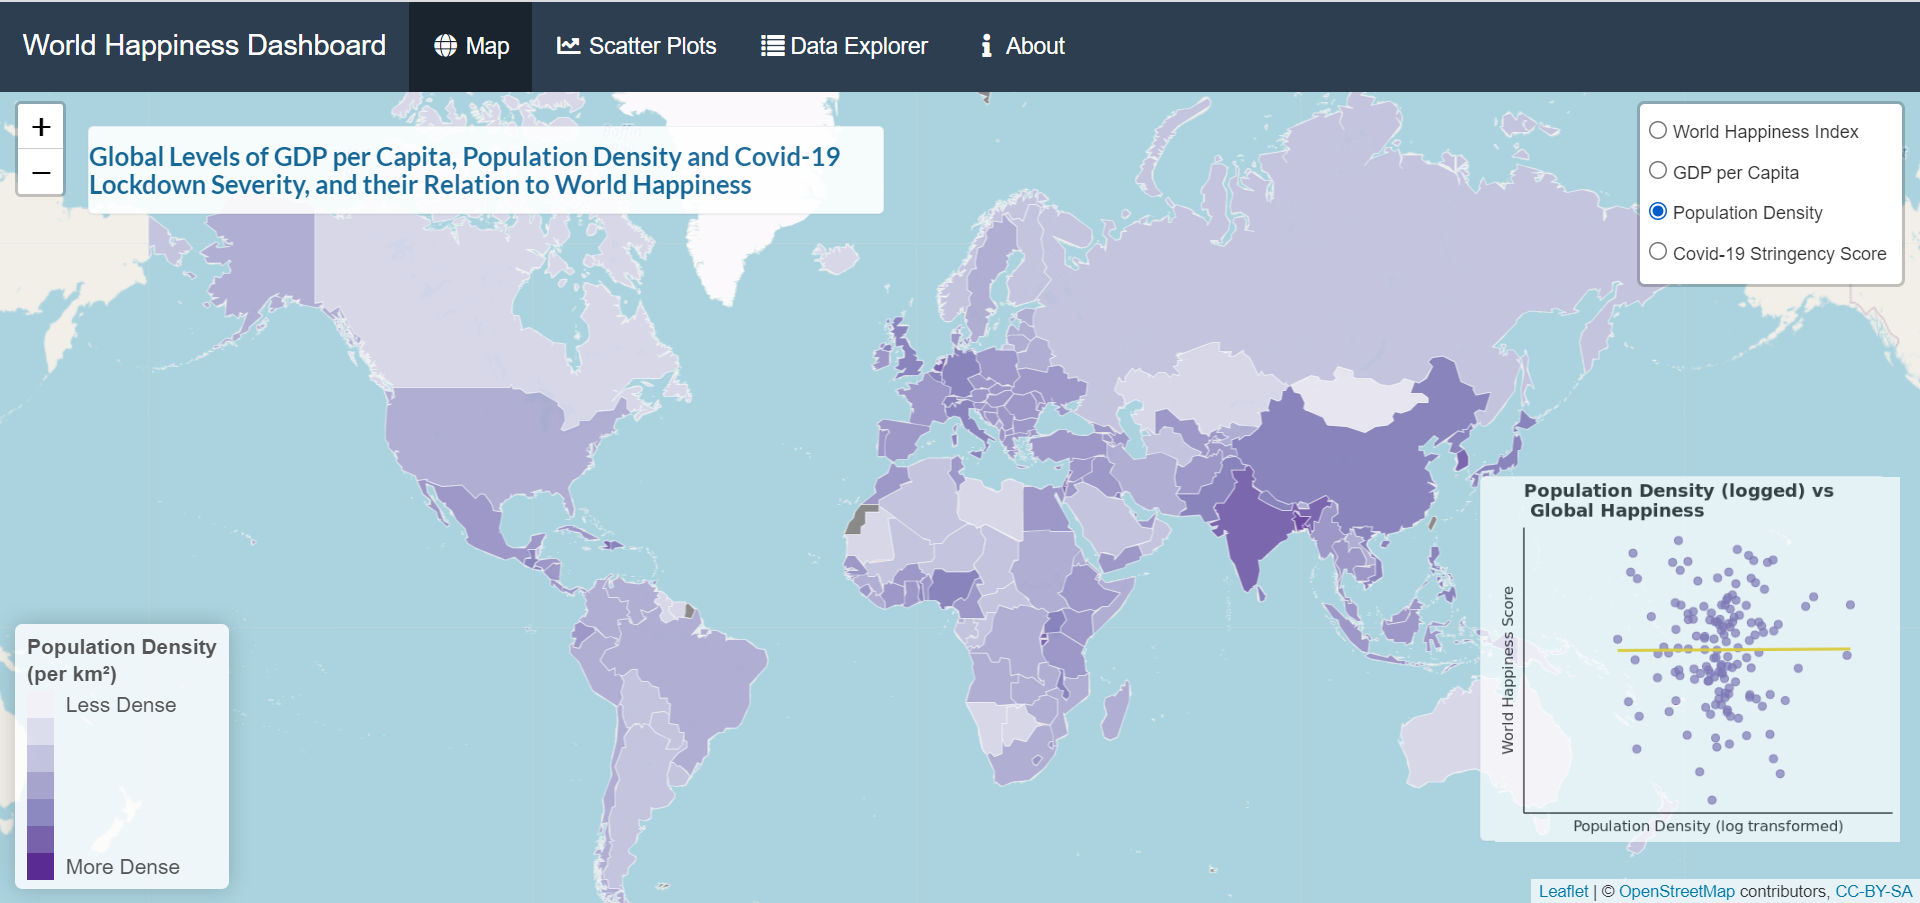 World Happiness Dashboard
Map
Scatter Plots
Data Explorer
About
+
−
Global Levels of GDP per Capita, Population Density and Covid-19
Lockdown Severity, and their Relation to World Happiness
World Happiness Index
GDP per Capita
Population Density
Covid-19 Stringency Score
Population Density (logged) vs
Global Happiness
World Happiness Score
Population Density (log transformed)
Population Density
(per km²)
Less Dense
More Dense
Leaflet | © OpenStreetMap contributors, CC-BY-SA